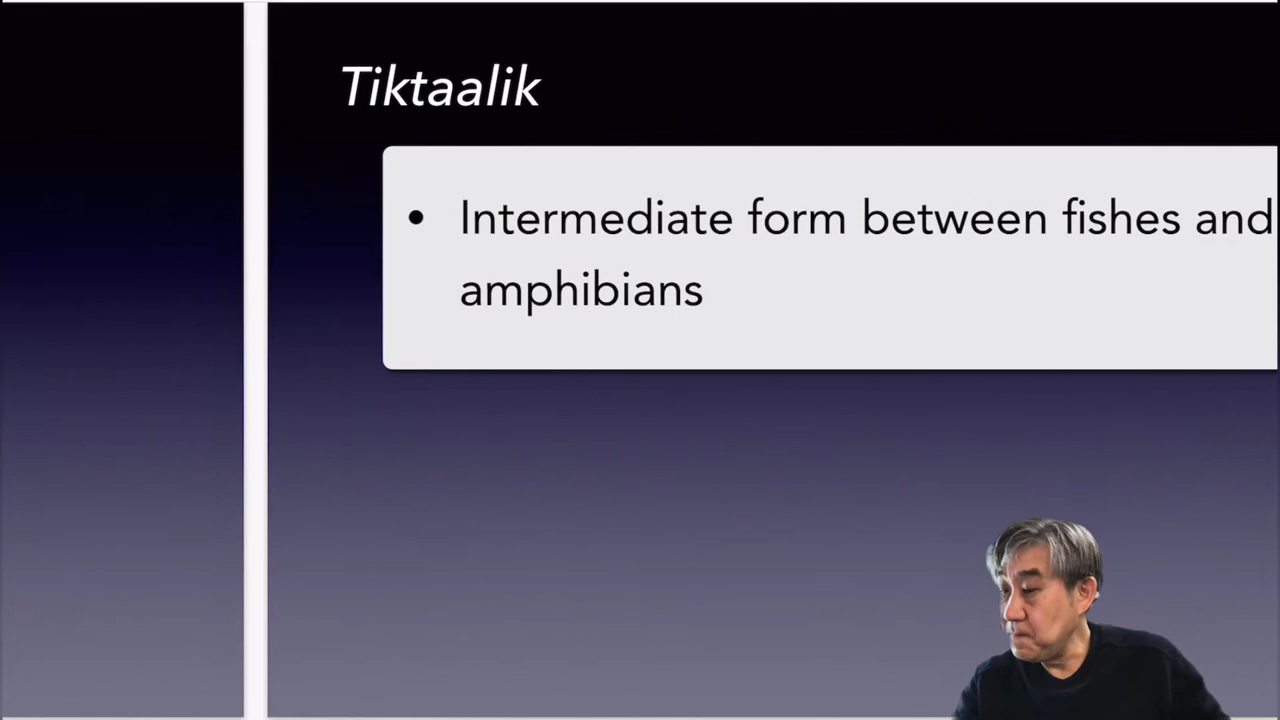 Tiktaalik
• Intermediate form between fishes and
amphibians